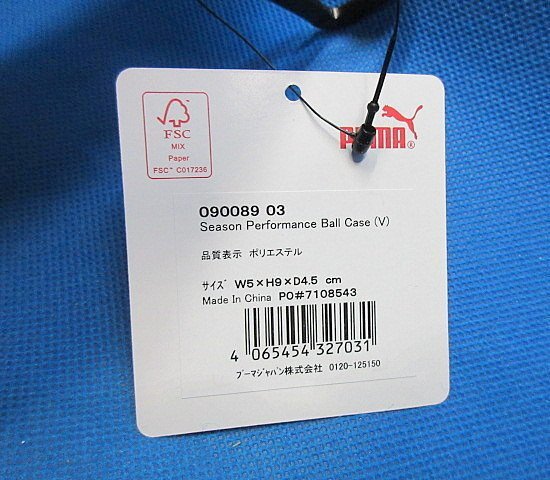 FSC
MIX
Paper
FSC™ C017236
PUMA®
090089 03
Season Performance Ball Case (V)
品質表示 ポリエステル
サイズ W5×H9×D4.5 cm
Made In China PO#7108543
4 065454 327031
プーマジャパン株式会社 0120-125150